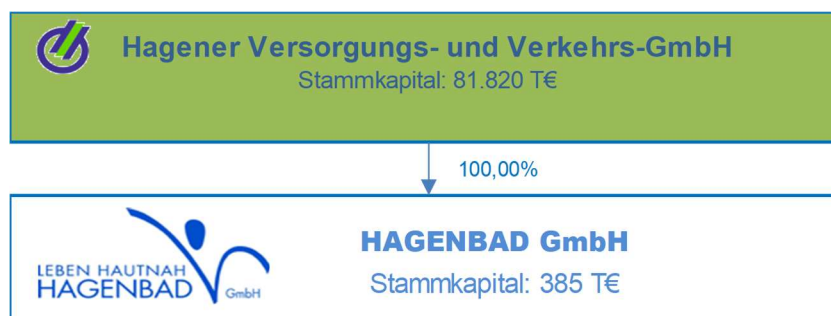 Hagener Versorgungs- und Verkehrs-GmbH
Stammkapital: 81.820 T€
100,00%
LEBEN HAUTNAH
HAGENBAD GmbH
HAGENBAD GmbH
Stammkapital: 385 T€